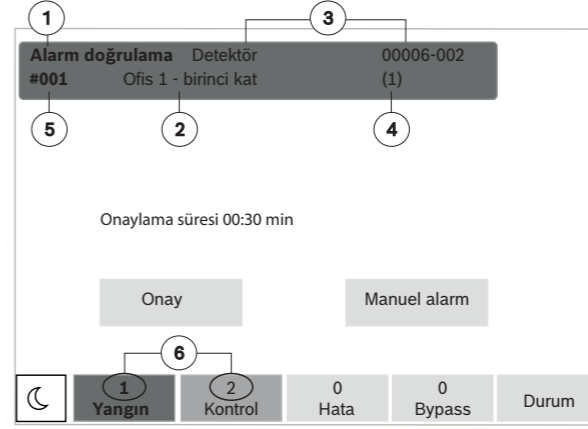 1 3
Alarm doğrulama Detektör 00006-002
#001 Ofis 1 - birinci kat (1)
5 2 4
Onaylama süresi 00:30 min
Onay Manuel alarm
6
1 2 0 0
Yangın Kontrol Hata Bypass Durum